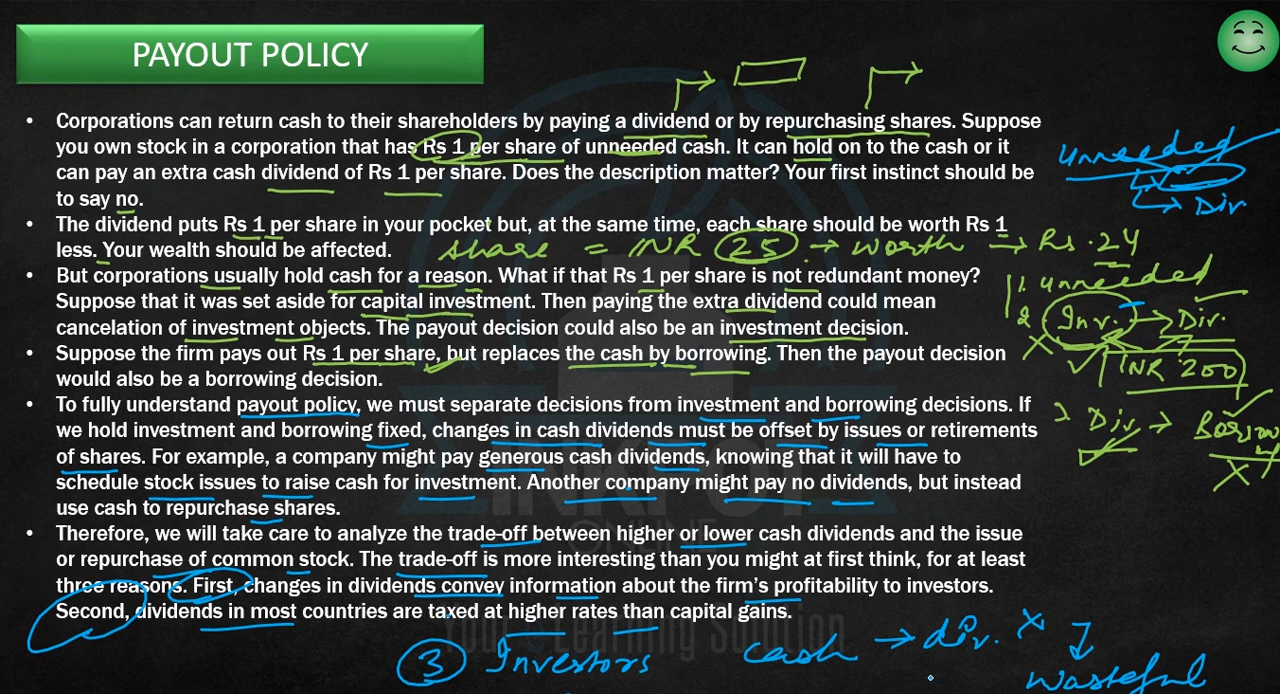 PAYOUT POLICY
• Corporations can return cash to their shareholders by paying a dividend or by repurchasing shares. Suppose
you own stock in a corporation that has Rs 1 per share of unneeded cash. It can hold on to the cash or it
can pay an extra cash dividend of Rs 1 per share. Does the description matter? Your first instinct should be
to say no.
unneeded
↳
↳ Div.
• The dividend puts Rs 1 per share in your pocket but, at the same time, each share should be worth Rs 1
less. Your wealth should be affected.
share = INR 25 → worth → Rs. 24
• But corporations usually hold cash for a reason. What if that Rs 1 per share is not redundant money?
Suppose that it was set aside for capital investment. Then paying the extra dividend could mean
cancelation of investment objects. The payout decision could also be an investment decision.
1. unneeded
2 Inv. → Div.
INR 200
• Suppose the firm pays out Rs 1 per share, but replaces the cash by borrowing. Then the payout decision
would also be a borrowing decision.
Div. →
• To fully understand payout policy, we must separate decisions from investment and borrowing decisions. If
we hold investment and borrowing fixed, changes in cash dividends must be offset by issues or retirements
of shares. For example, a company might pay generous cash dividends, knowing that it will have to
schedule stock issues to raise cash for investment. Another company might pay no dividends, but instead
use cash to repurchase shares.
• Therefore, we will take care to analyze the trade-off between higher or lower cash dividends and the issue
or repurchase of common stock. The trade-off is more interesting than you might at first think, for at least
three reasons. First, changes in dividends convey information about the firm's profitability to investors.
Second, dividends in most countries are taxed at higher rates than capital gains.
3 Investors cash → div. ✗
wasteful
INKPOT
ONLINE